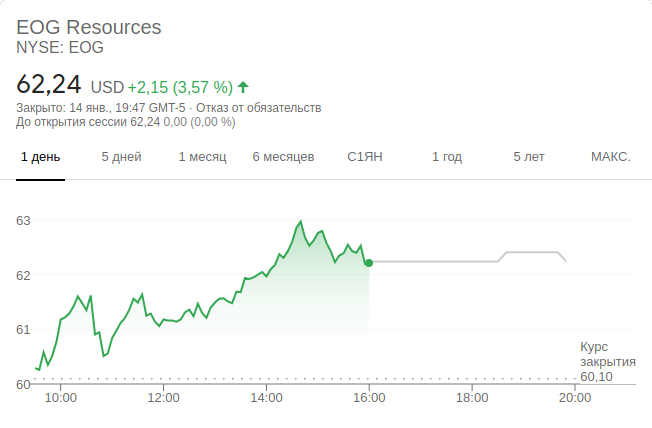 EOG Resources
NYSE: EOG
62,24 USD +2,15 (3,57 %)
Закрыто: 14 янв., 19:47 GMT-5 · Отказ от обязательств
До открытия сессии 62,24 0,00 (0,00 %)
1 день 5 дней 1 месяц 6 месяцев С1ЯН 1 год 5 лет МАКС.
63
62
61
Курс
закрытия
60,10
60
10:00 12:00 14:00 16:00 18:00 20:00